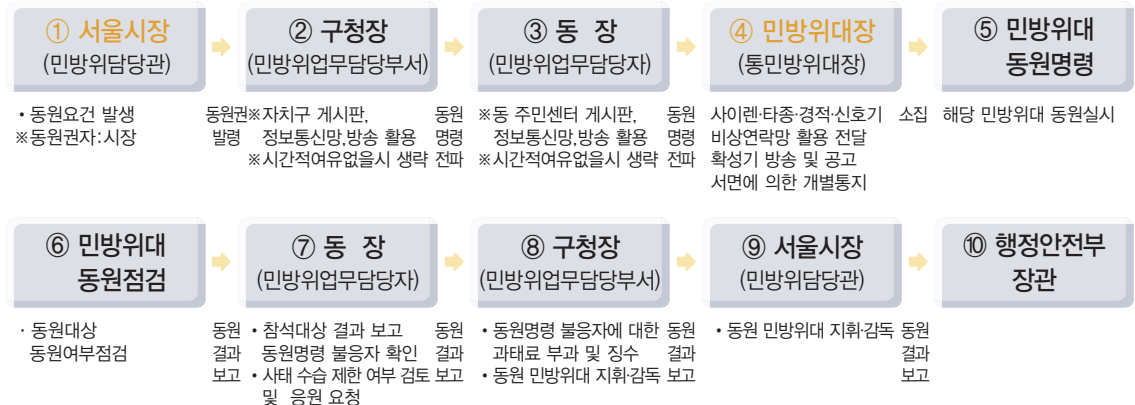 ① 서울시장
(민방위담당관)
② 구청장
(민방위업무담당부서)
③ 동 장
(민방위업무담당자)
④ 민방위대장
(통민방위대장)
⑤ 민방위대
동원명령
• 동원요건 발생
※동원권자:시장
동원권
발령
※자치구 게시판,
정보통신망,방송 활용
※시간적여유없을시 생략
동원
명령
전파
※동 주민센터 게시판,
정보통신망,방송 활용
※시간적여유없을시 생략
동원
명령
전파
사이렌·타종·경적·신호기
비상연락망 활용 전달
확성기 방송 및 공고
서면에 의한 개별통지
소집
해당 민방위대 동원실시
⑥ 민방위대
동원점검
⑦ 동 장
(민방위업무담당자)
⑧ 구청장
(민방위업무담당부서)
⑨ 서울시장
(민방위담당관)
⑩ 행정안전부
장관
· 동원대상
동원여부점검
동원
결과
보고
• 참석대상 결과 보고
동원명령 불응자 확인
• 사태 수습 제한 여부 검토
및 응원 요청
동원
결과
보고
• 동원명령 불응자에 대한
과태료 부과 및 징수
• 동원 민방위대 지휘·감독
동원
결과
보고
• 동원 민방위대 지휘·감독
동원
결과
보고